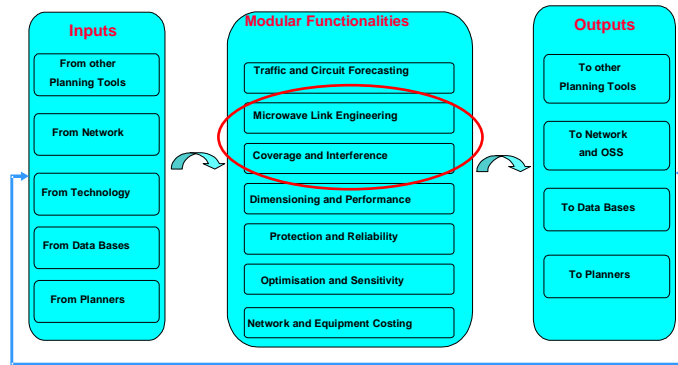 Inputs
From other
Planning Tools
From Network
From Technology
From Data Bases
From Planners
Modular Functionalities
Traffic and Circuit Forecasting
Microwave Link Engineering
Coverage and Interference
Dimensioning and Performance
Protection and Reliability
Optimisation and Sensitivity
Network and Equipment Costing
Outputs
To other
Planning Tools
To Network
and OSS
To Data Bases
To Planners